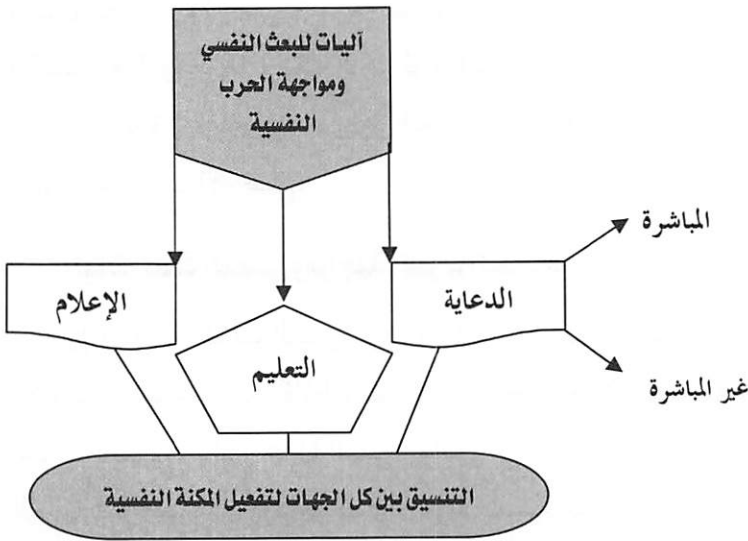 آليات للبعث النفسي
ومواجهة الحرب
النفسية
المباشرة
الدعاية
الإعلام
التعليم
غير المباشرة
التنسيق بين كل الجهات لتفعيل المكنة النفسية